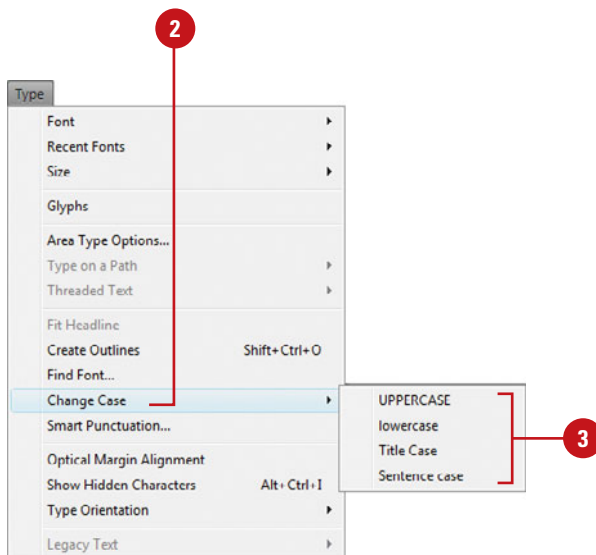 2
Type
Font
Recent Fonts
Size
Glyphs
Area Type Options...
Type on a Path
Threaded Text
Fit Headline
Create Outlines Shift+Ctrl+O
Find Font...
Change Case
UPPERCASE
Smart Punctuation...
lowercase
3
Title Case
Optical Margin Alignment
Sentence case
Show Hidden Characters Alt+Ctrl+I
Type Orientation
Legacy Text